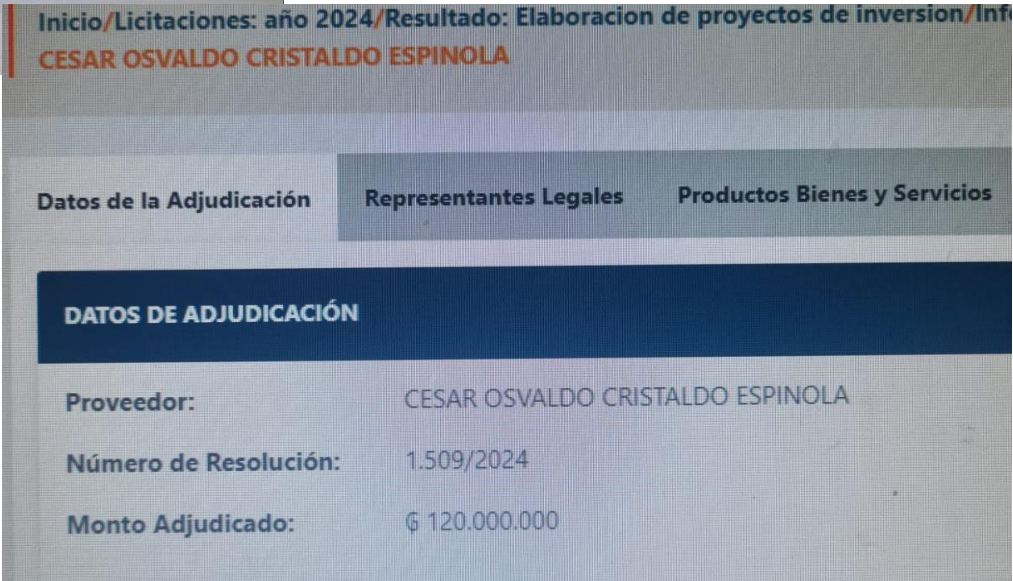 Inicio/Licitaciones: año 2024/Resultado: Elaboracion de proyectos de inversion/Inf
CESAR OSVALDO CRISTALDO ESPINOLA
Datos de la Adjudicación Representantes Legales Productos Bienes y Servicios
DATOS DE ADJUDICACIÓN
Proveedor: CESAR OSVALDO CRISTALDO ESPINOLA
Número de Resolución: 1.509/2024
Monto Adjudicado: ₲ 120.000.000